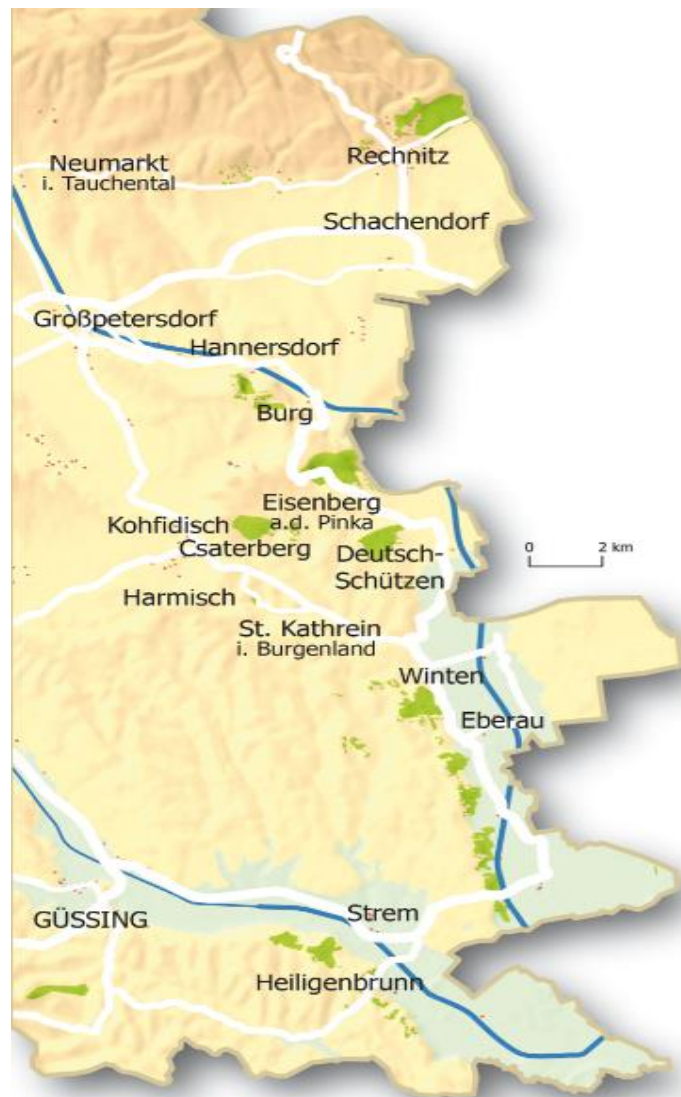 Neumarkt
i. Tauchental
Rechnitz
Schachendorf
Großpetersdorf
Hannersdorf
Burg
Eisenberg
a.d. Pinka
Kohfidisch
Csaterberg
Deutsch-
Schützen
0 2 km
Harmisch
St. Kathrein
i. Burgenland
Winten
Eberau
GÜSSING
Strem
Heiligenbrunn